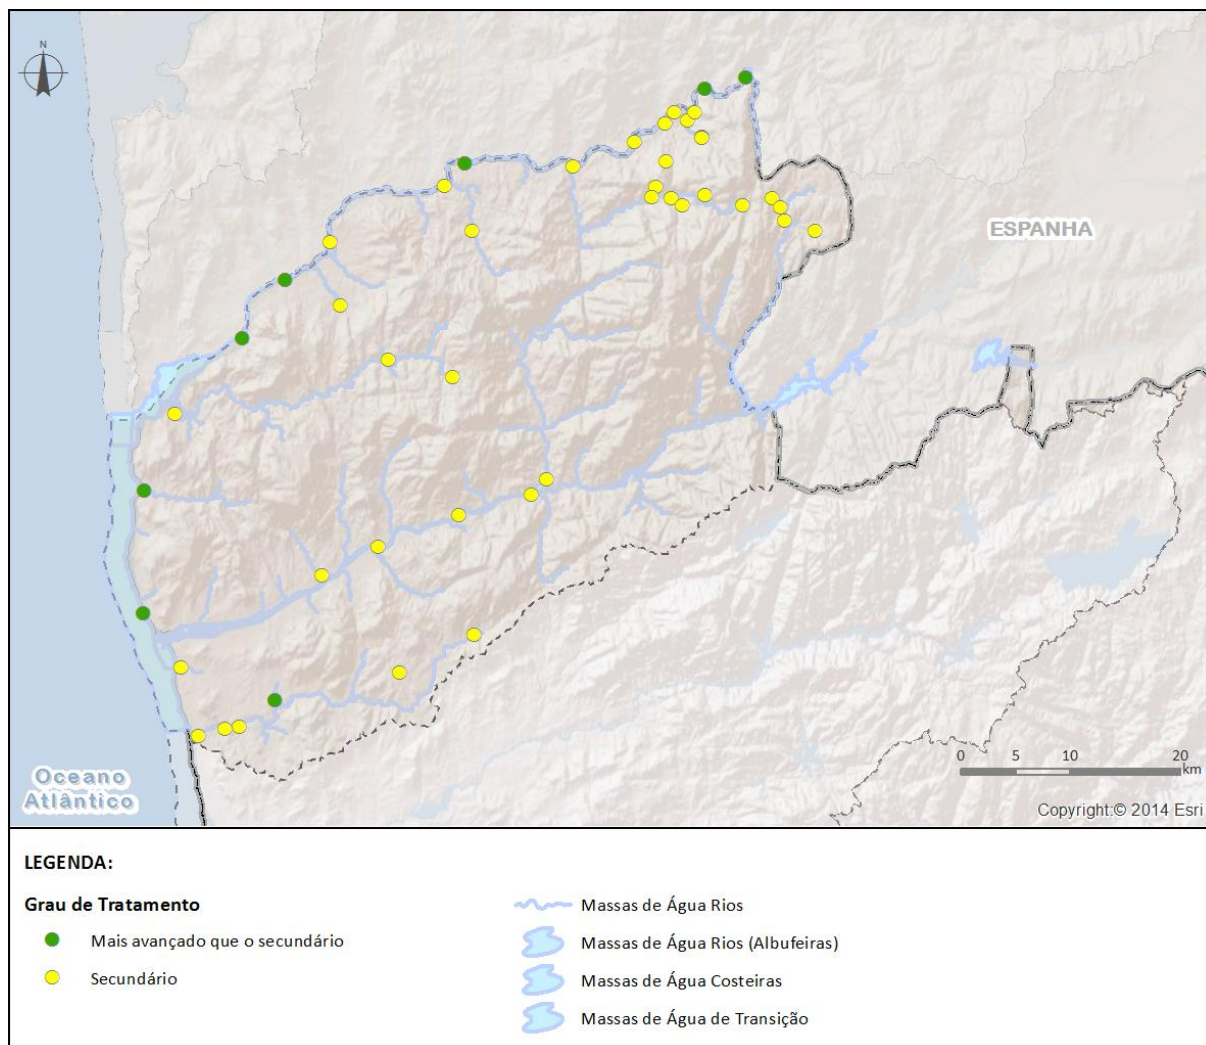 N
ESPANHA
Oceano
Atlântico
0 5 10 20
km
Copyright:© 2014 Esri
LEGENDA:
Grau de Tratamento
Mais avançado que o secundário
Secundário
Massas de Água Rios
Massas de Água Rios (Albufeiras)
Massas de Água Costeiras
Massas de Água de Transição